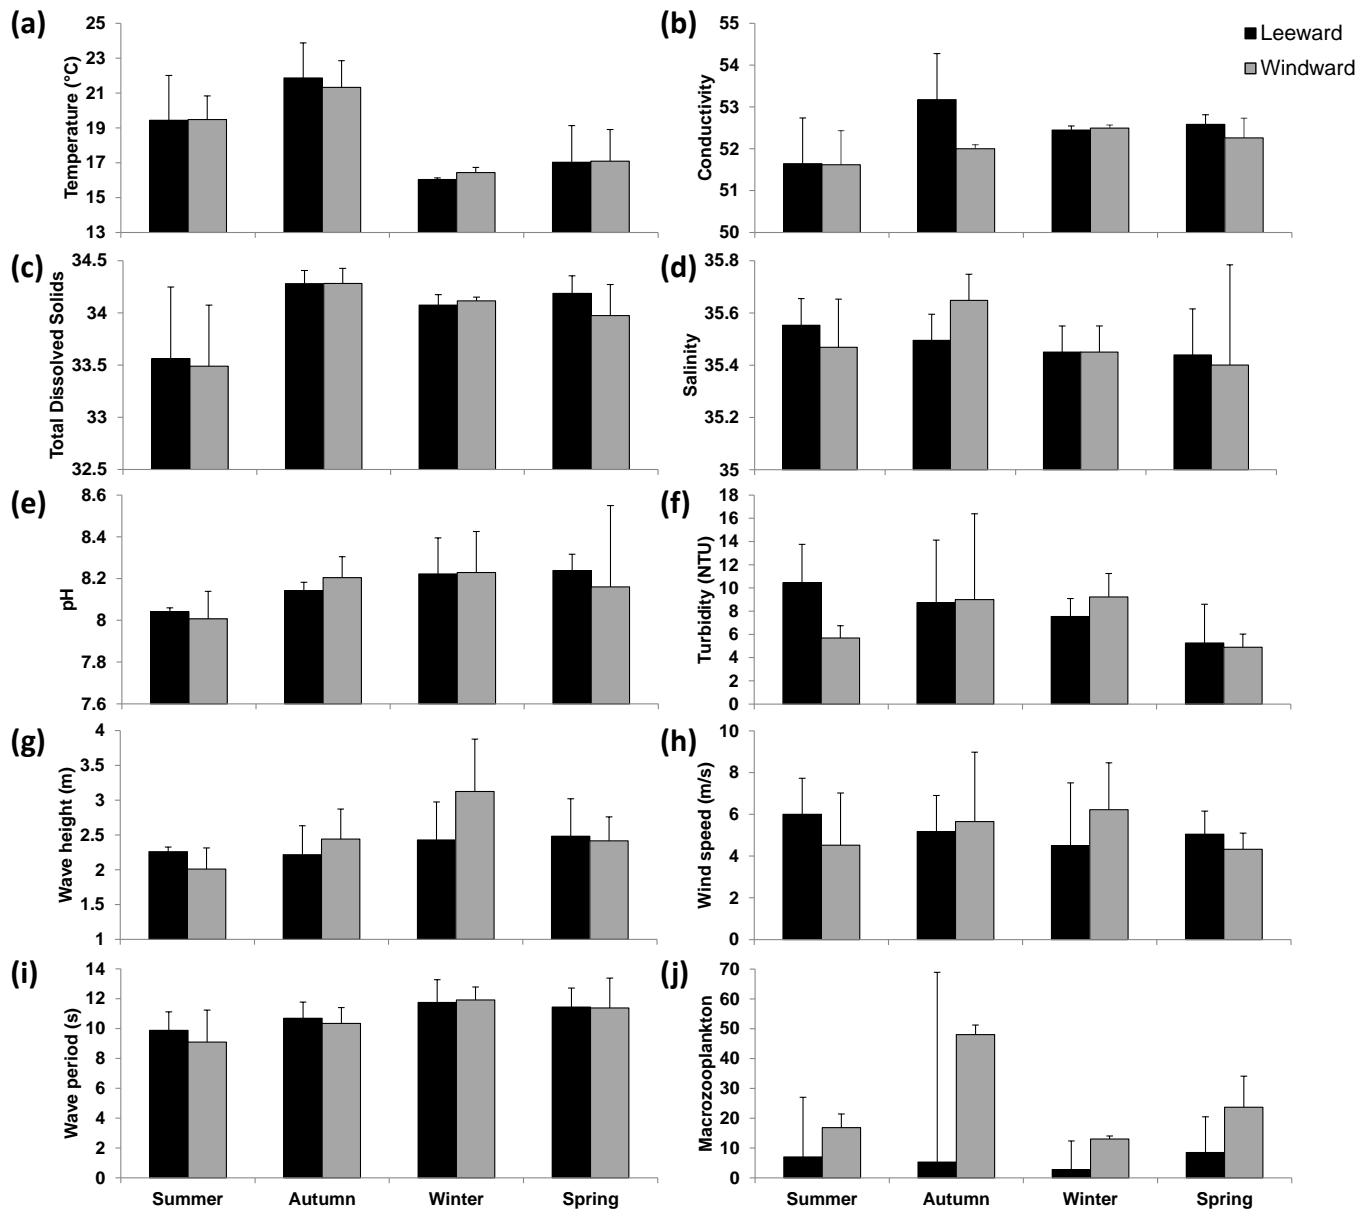 (a)
Temperature (°C)
25
23
21
19
17
15
13
(b)
Conductivity
55
54
53
52
51
50
Leeward
Windward
(c)
Total Dissolved Solids
34.5
34
33.5
33
32.5
(d)
Salinity
35.8
35.6
35.4
35.2
35
(e)
pH
8.6
8.4
8.2
8
7.8
7.6
(f)
Turbidity (NTU)
18
16
14
12
10
8
6
4
2
0
(g)
Wave height (m)
4
3.5
3
2.5
2
1.5
1
(h)
Wind speed (m/s)
10
8
6
4
2
0
(i)
Wave period (s)
14
12
10
8
6
4
2
0
Summer Autumn Winter Spring
(j)
Macrozooplankton
70
60
50
40
30
20
10
0
Summer Autumn Winter Spring